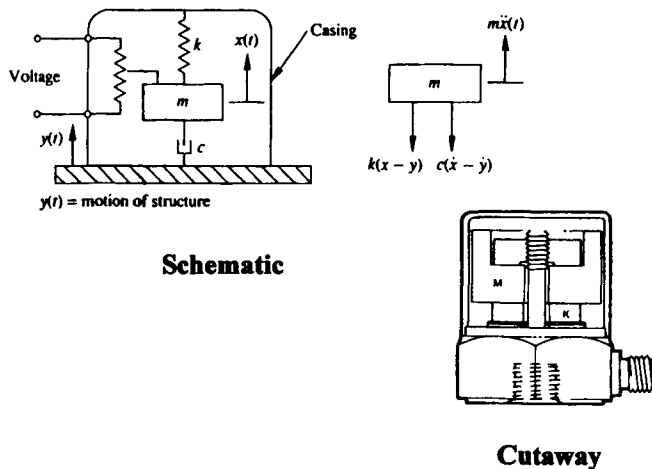 k
x(t)
Casing
Voltage
m
y(t)
c
y(t) = motion of structure
mẍ(t)
m
k(x − y) c(ẋ − ẏ)
Schematic
M
K
Cutaway